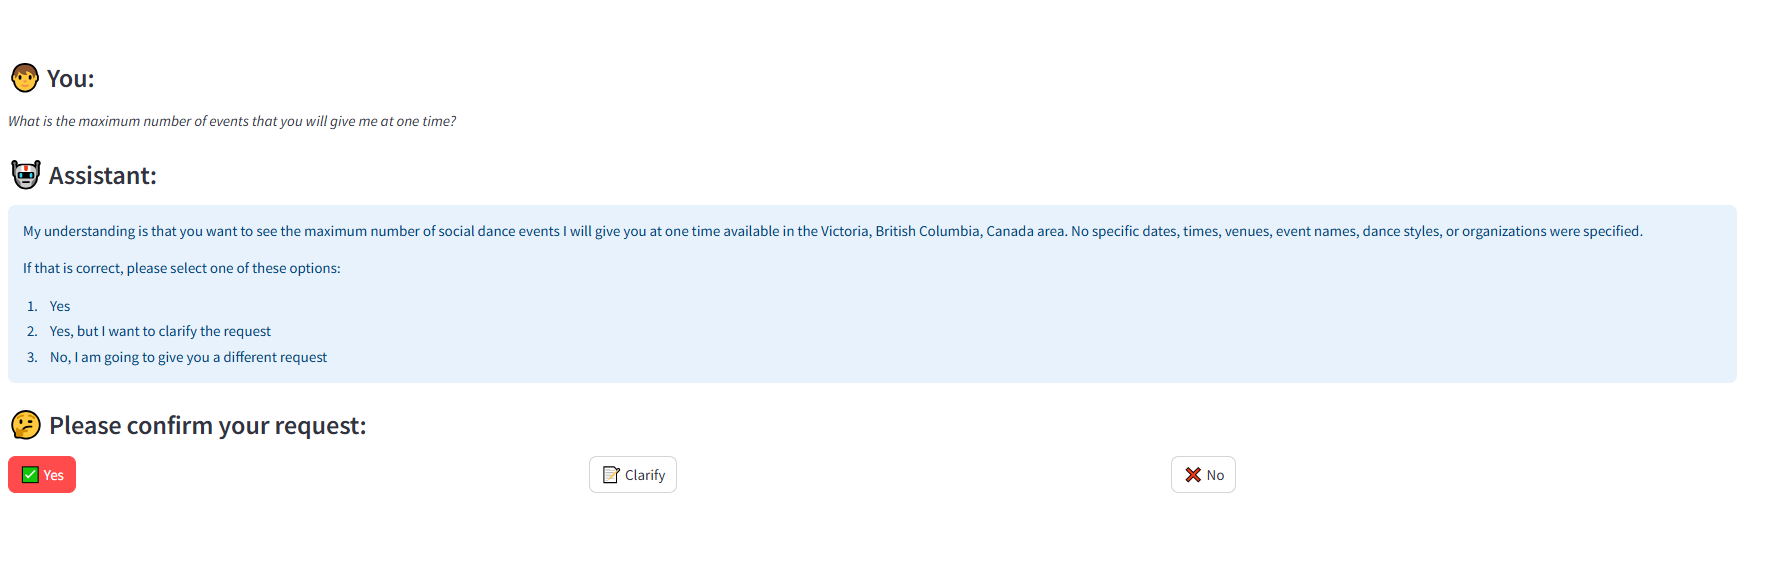 You:
What is the maximum number of events that you will give me at one time?
Assistant:
My understanding is that you want to see the maximum number of social dance events I will give you at one time available in the Victoria, British Columbia, Canada area. No specific dates, times, venues, event names, dance styles, or organizations were specified.
If that is correct, please select one of these options:
1. Yes
2. Yes, but I want to clarify the request
3. No, I am going to give you a different request
Please confirm your request:
Yes Clarify No